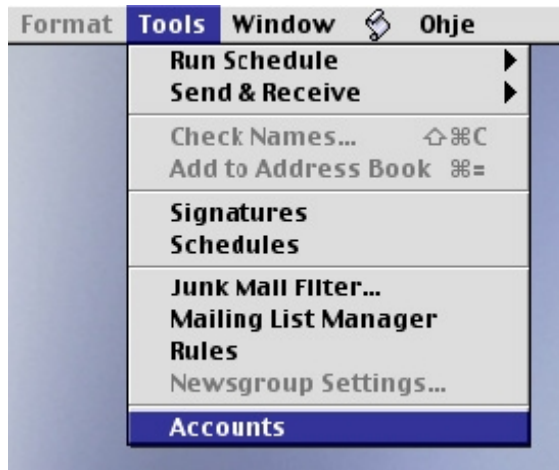 Format Tools Window Ohje
Run Schedule
Send & Receive
Check Names... ⇧⌘C
Add to Address Book ⌘=
Signatures
Schedules
Junk Mail Filter...
Mailing List Manager
Rules
Newsgroup Settings...
Accounts